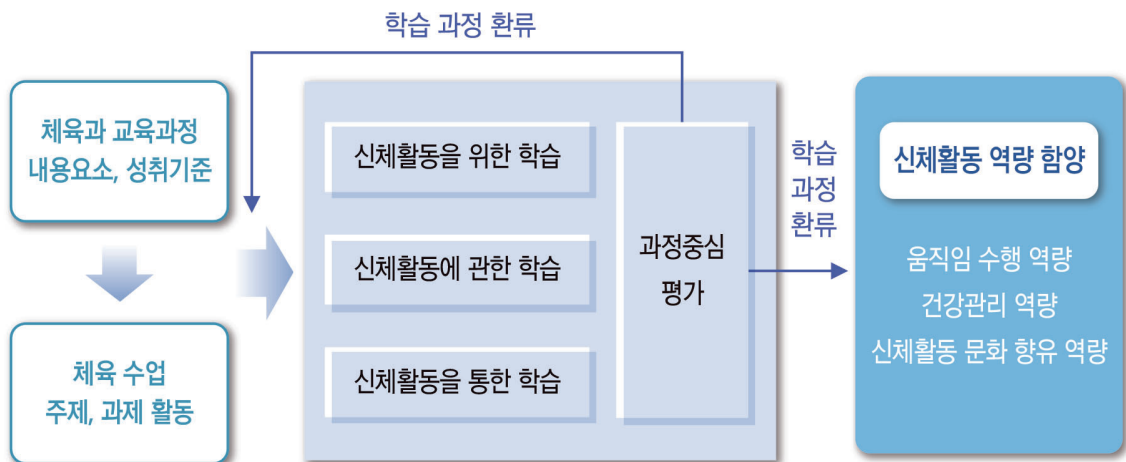 학습 과정 환류
체육과 교육과정
내용요소, 성취기준
체육 수업
주제, 과제 활동
신체활동을 위한 학습
신체활동에 관한 학습
신체활동을 통한 학습
과정중심
평가
학습
과정
환류
신체활동 역량 함양
움직임 수행 역량
건강관리 역량
신체활동 문화 향유 역량